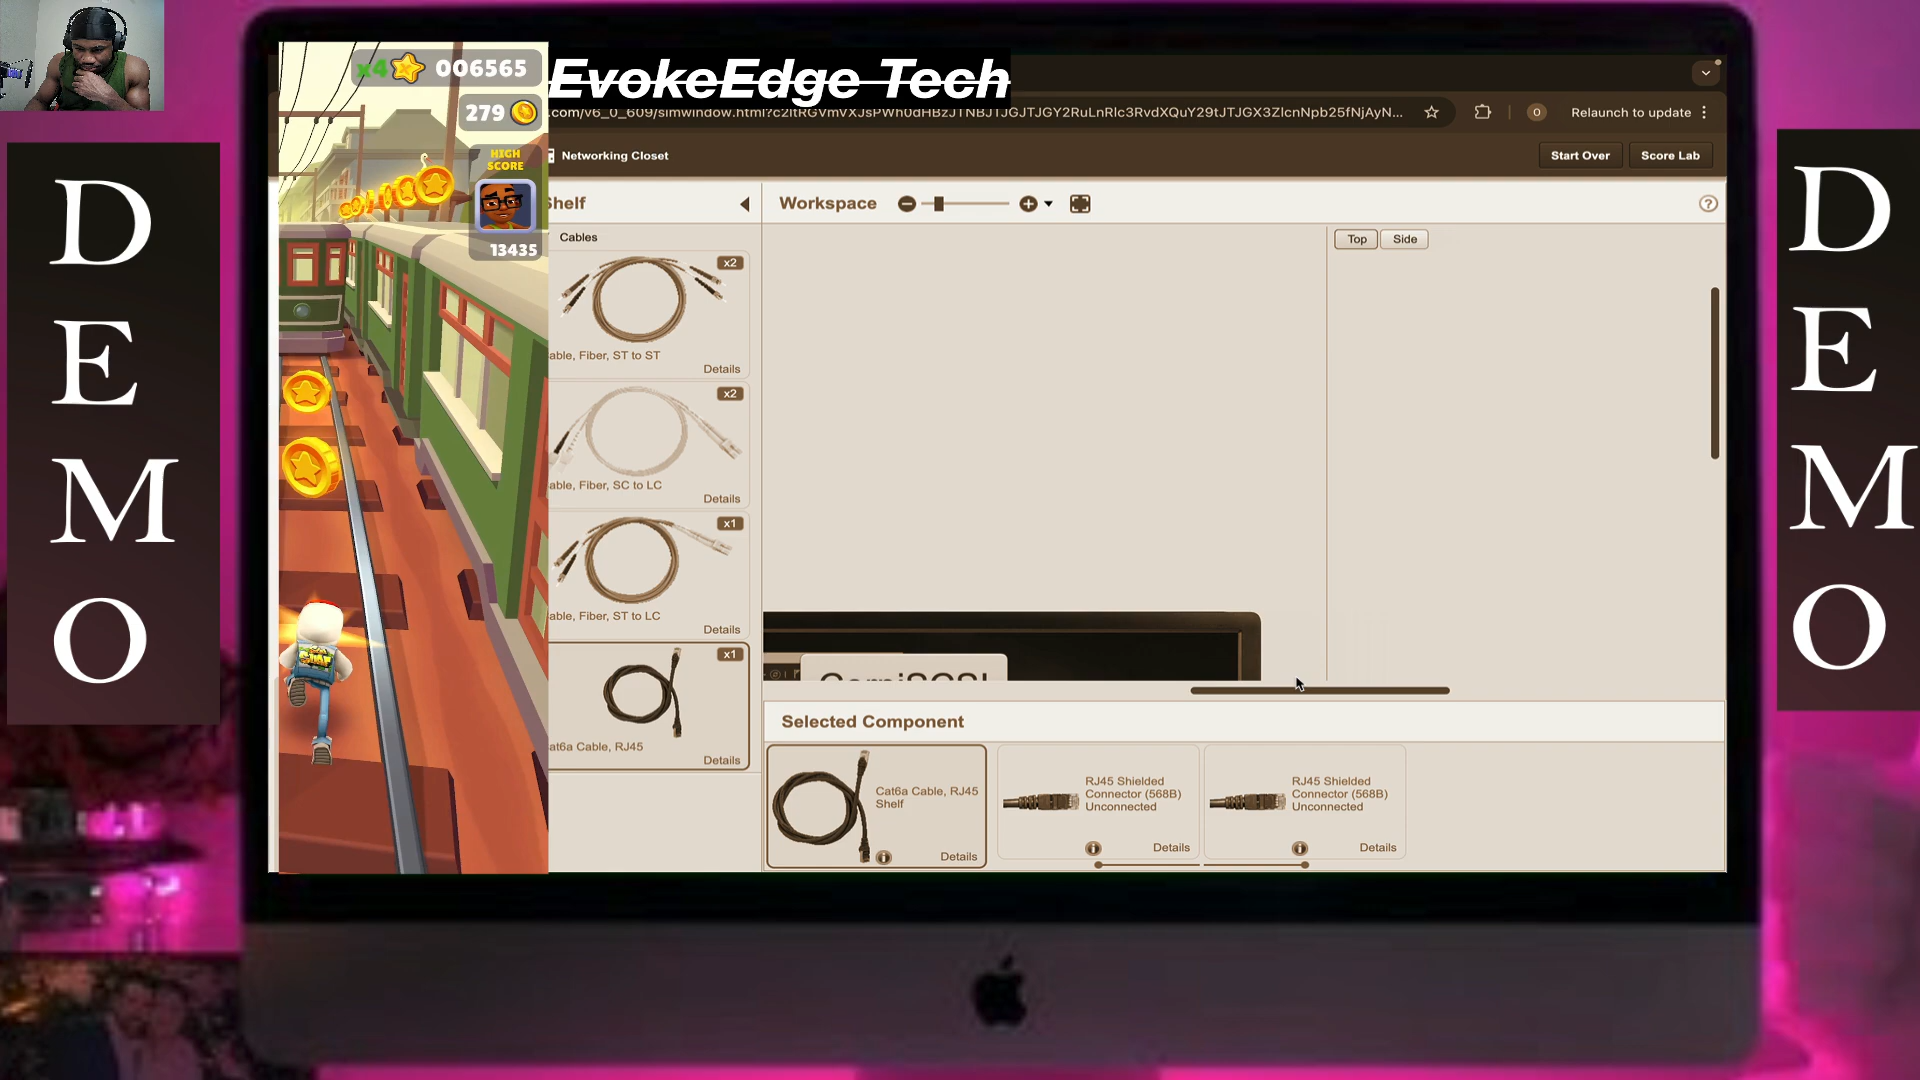 D
E
M
O
x4 006565
279
HIGH
SCORE
13435
EvokeEdge Tech
Relaunch to update
Networking Closet
Start Over
Score Lab
Shelf
Workspace
Cables
Top
Side
x2
able, Fiber, ST to ST
Details
x2
able, Fiber, SC to LC
Details
x1
able, Fiber, ST to LC
Details
x1
at6a Cable, RJ45
Details
Selected Component
Cat6a Cable, RJ45
Shelf
Details
RJ45 Shielded
Connector (568B)
Unconnected
Details
RJ45 Shielded
Connector (568B)
Unconnected
Details
D
E
M
O